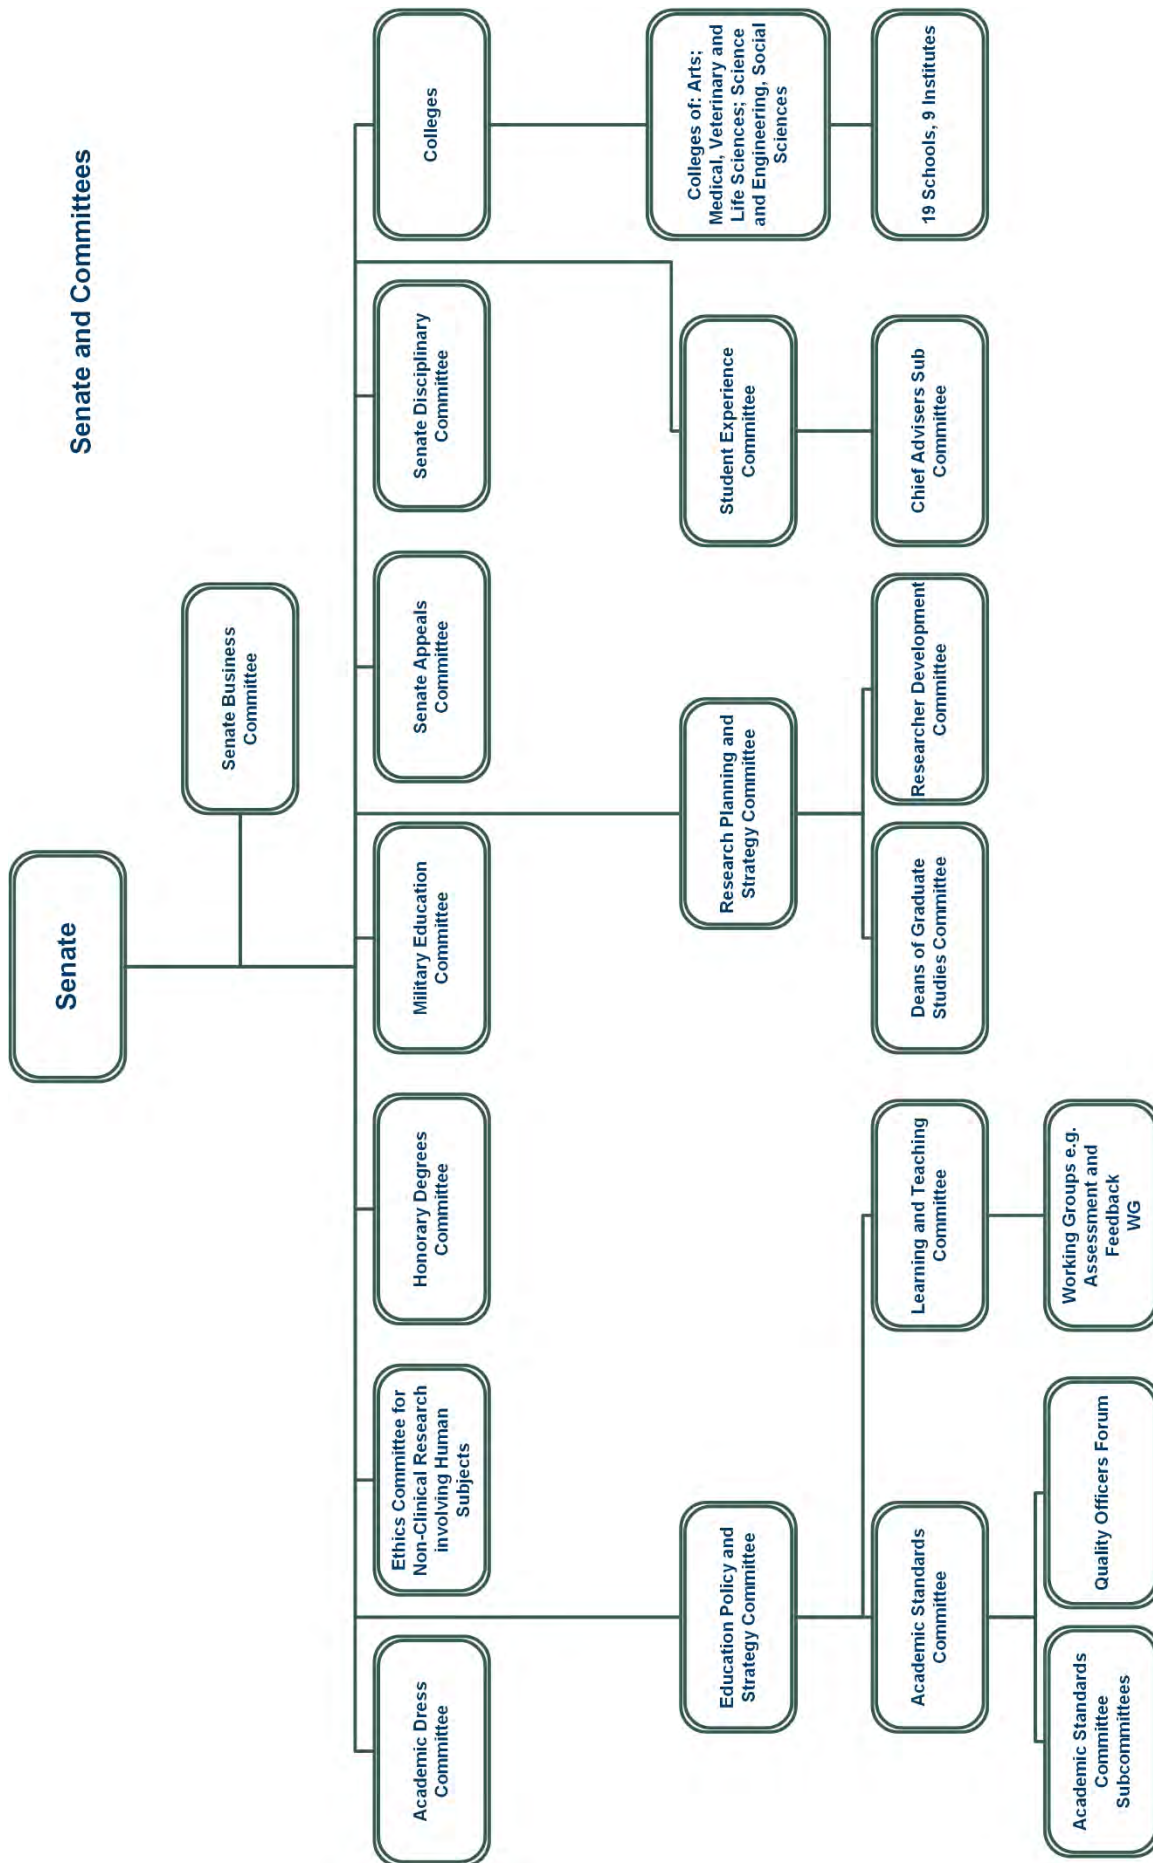 Senate and Committees
Senate
Senate Business
Committee
Academic Dress
Committee
Ethics Committee for
Non-Clinical Research
involving Human
Subjects
Honorary Degrees
Committee
Military Education
Committee
Senate Appeals
Committee
Senate Disciplinary
Committee
Colleges
Education Policy and
Strategy Committee
Research Planning and
Strategy Committee
Student Experience
Committee
Colleges of: Arts;
Medical, Veterinary and
Life Sciences; Science
and Engineering, Social
Sciences
Academic Standards
Committee
Learning and Teaching
Committee
Deans of Graduate
Studies Committee
Researcher Development
Committee
Chief Advisers Sub
Committee
19 Schools, 9 Institutes
Academic Standards
Committee
Subcommittees
Quality Officers Forum
Working Groups e.g.
Assessment and
Feedback
WG